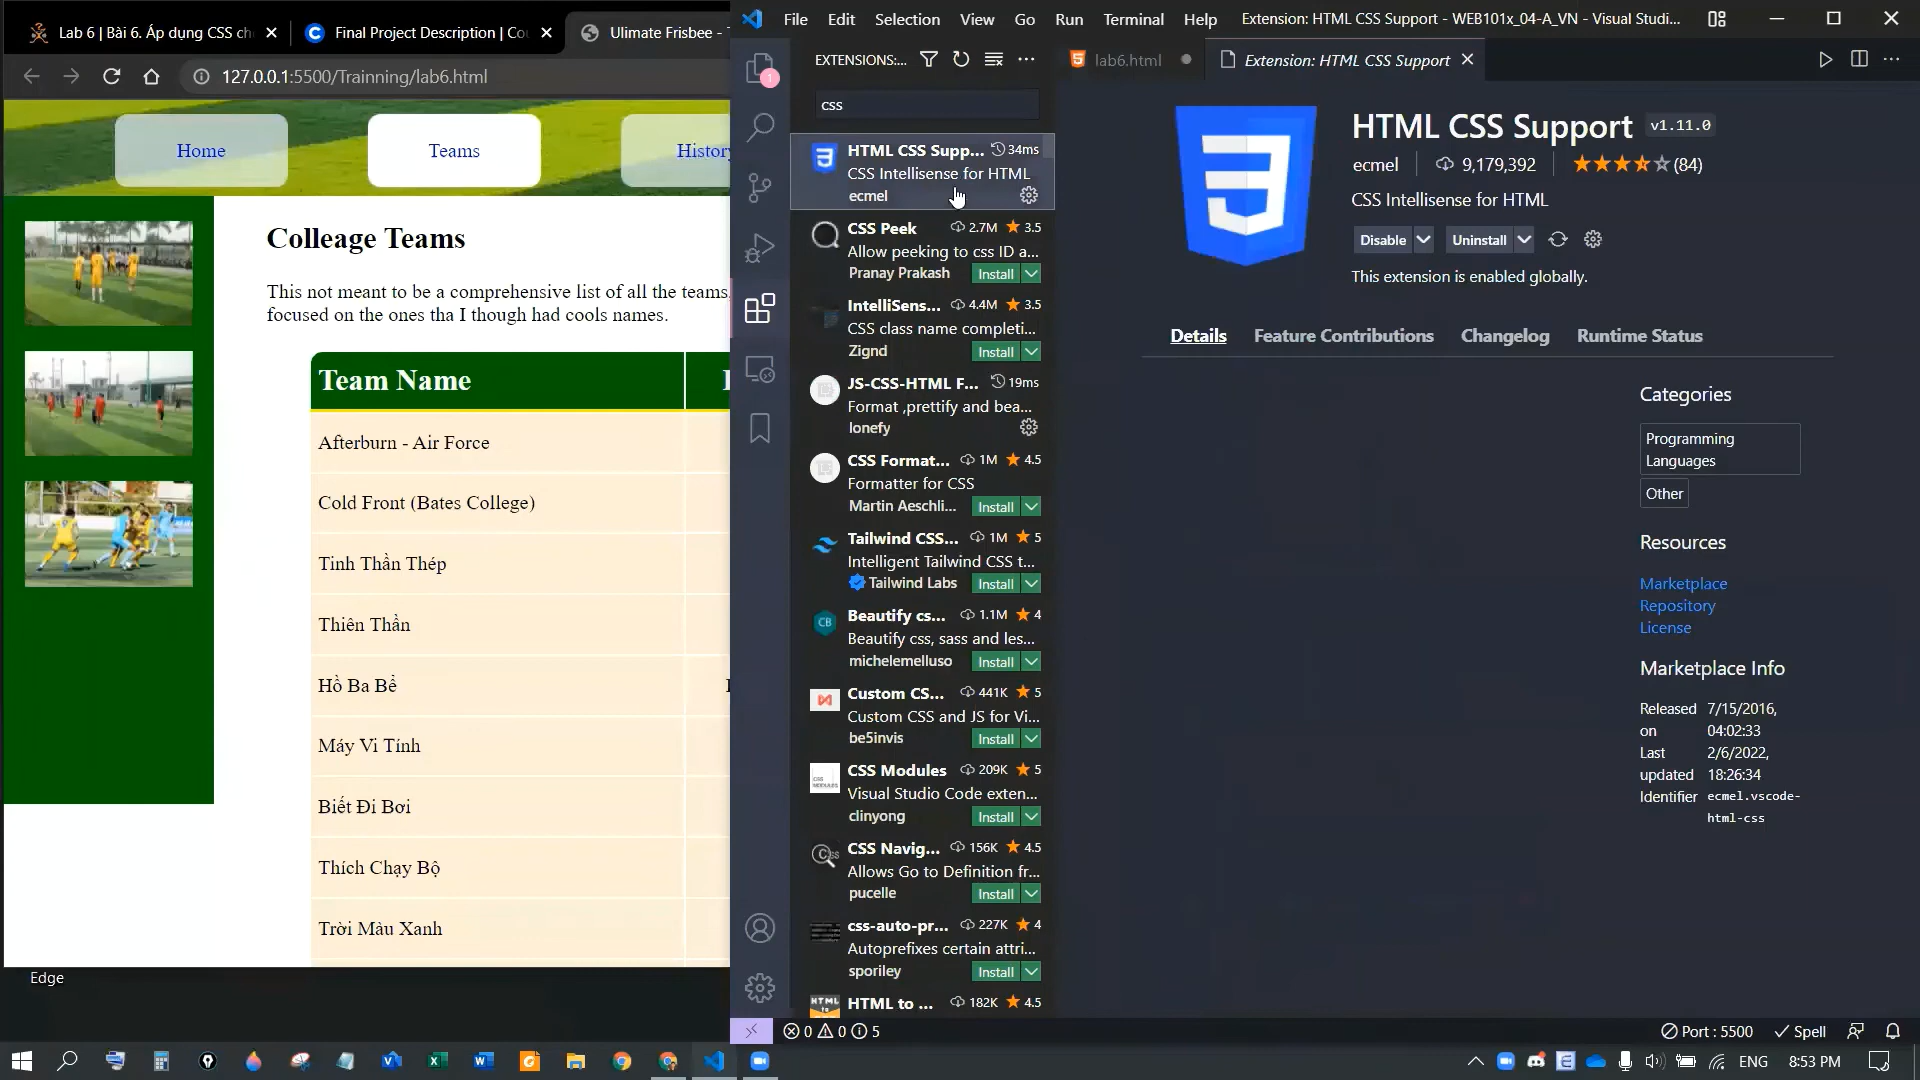 Lab 6 | Bài 6. Áp dụng CSS ch
Final Project Description | Co
Ulimate Frisbee -
127.0.0.1:5500/Trainning/lab6.html
Home
Teams
History
Colleage Teams
This not meant to be a comprehensive list of all the teams,
focused on the ones tha I though had cools names.
Team Name
Afterburn - Air Force
Cold Front (Bates College)
Tinh Thần Thép
Thiên Thần
Hồ Ba Bể
Máy Vi Tính
Biết Đi Bơi
Thích Chạy Bộ
Trời Màu Xanh
Edge
File Edit Selection View Go Run Terminal Help
Extension: HTML CSS Support - WEB101x_04-A_VN - Visual Studi...
1
EXTENSIONS:...
css
HTML CSS Supp... 34ms
CSS Intellisense for HTML
ecmel
CSS Peek 2.7M 3.5
Allow peeking to css ID a...
Pranay Prakash Install
IntelliSens... 4.4M 3.5
CSS class name completi...
Zignd Install
JS-CSS-HTML F... 19ms
Format ,prettify and bea...
lonefy
CSS Format... 1M 4.5
Formatter for CSS
Martin Aeschli... Install
Tailwind CSS... 1M 5
Intelligent Tailwind CSS t...
Tailwind Labs Install
CB
Beautify cs... 1.1M 4
Beautify css, sass and les...
michelemelluso Install
Custom CS... 441K 5
Custom CSS and JS for Vi...
be5invis Install
CSS Modules 209K 5
Visual Studio Code exten...
clinyong Install
CSS Navig... 156K 4.5
Allows Go to Definition fr...
pucelle Install
css-auto-pr... 227K 4
Autoprefixes certain attri...
sporiley Install
HTML to ... 182K 4.5
lab6.html
Extension: HTML CSS Support
HTML CSS Support v1.11.0
ecmel 9,179,392 (84)
CSS Intellisense for HTML
Disable Uninstall
This extension is enabled globally.
Details Feature Contributions Changelog Runtime Status
Categories
Programming
Languages
Other
Resources
Marketplace
Repository
License
Marketplace Info
Released 7/15/2016,
on 04:02:33
Last 2/6/2022,
updated 18:26:34
Identifier ecmel.vscode-
html-css
0 0 5
Port : 5500 Spell
ENG 8:53 PM